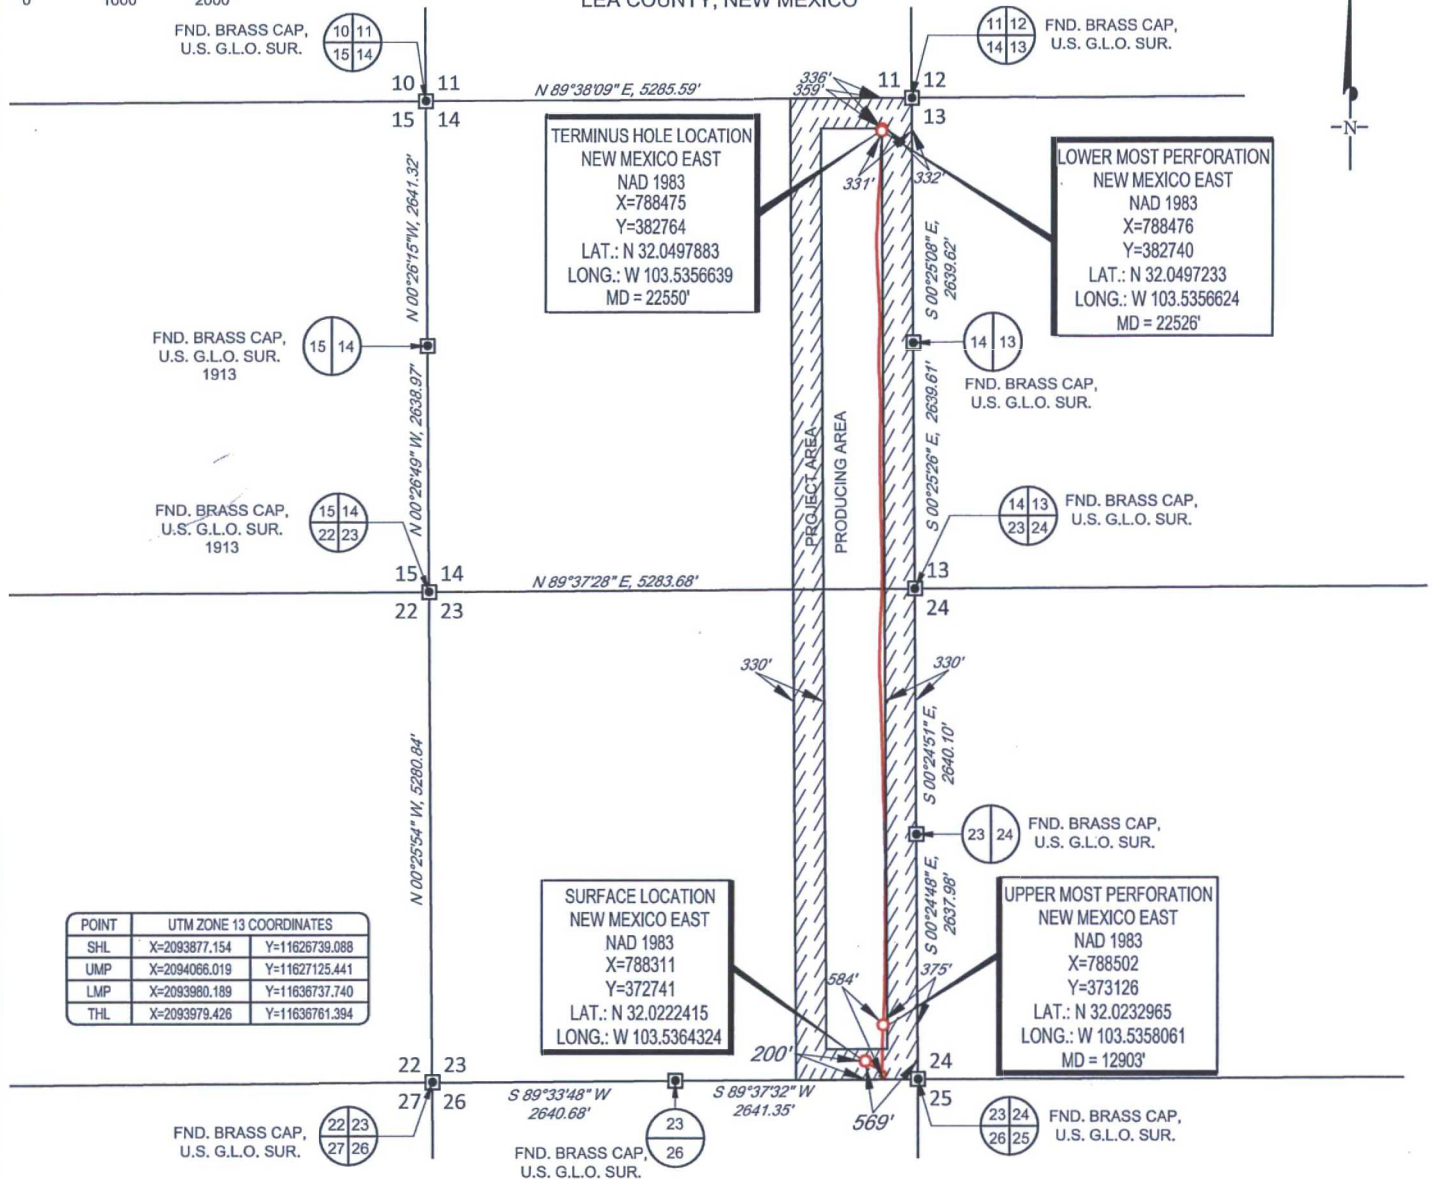 0 1000 2000
LEA COUNTY, NEW MEXICO
FND. BRASS CAP,
U.S. G.L.O. SUR.
10 11
15 14
11 12
14 13
FND. BRASS CAP,
U.S. G.L.O. SUR.
10 11
15 14
N 89°38'09" E, 5285.59'
336'
359'
11 12
13
-N-
TERMINUS HOLE LOCATION
NEW MEXICO EAST
NAD 1983
X=788475
Y=382764
LAT.: N 32.0497883
LONG.: W 103.5356639
MD = 22550'
331'
332'
LOWER MOST PERFORATION
NEW MEXICO EAST
NAD 1983
X=788476
Y=382740
LAT.: N 32.0497233
LONG.: W 103.5356624
MD = 22526'
N 00°26'15"W, 2641.32'
S 00°25'08" E,
2639.62'
FND. BRASS CAP,
U.S. G.L.O. SUR.
1913
15 14
14 13
FND. BRASS CAP,
U.S. G.L.O. SUR.
N 00°26'49" W, 2638.97'
PROJECT AREA
PRODUCING AREA
S 00°25'26" E, 2639.61'
FND. BRASS CAP,
U.S. G.L.O. SUR.
1913
15 14
22 23
14 13
23 24
FND. BRASS CAP,
U.S. G.L.O. SUR.
15 14
22 23
N 89°37'28" E, 5283.68'
13
24
330'
330'
N 00°25'54" W, 5280.84'
S 00°24'51" E,
2640.10'
23 24
FND. BRASS CAP,
U.S. G.L.O. SUR.
S 00°24'48" E,
2637.98'
POINT UTM ZONE 13 COORDINATES
SHL X=2093877.154 Y=11626739.088
UMP X=2094066.019 Y=11627125.441
LMP X=2093980.189 Y=11636737.740
THL X=2093979.426 Y=11636761.394
SURFACE LOCATION
NEW MEXICO EAST
NAD 1983
X=788311
Y=372741
LAT.: N 32.0222415
LONG.: W 103.5364324
584'
375'
UPPER MOST PERFORATION
NEW MEXICO EAST
NAD 1983
X=788502
Y=373126
LAT.: N 32.0232965
LONG.: W 103.5358061
MD = 12903'
200'
22 23
27 26
S 89°33'48" W
2640.68'
S 89°37'32" W
2641.35'
569'
24
25
FND. BRASS CAP,
U.S. G.L.O. SUR.
22 23
27 26
FND. BRASS CAP,
U.S. G.L.O. SUR.
23
26
23 24
26 25
FND. BRASS CAP,
U.S. G.L.O. SUR.